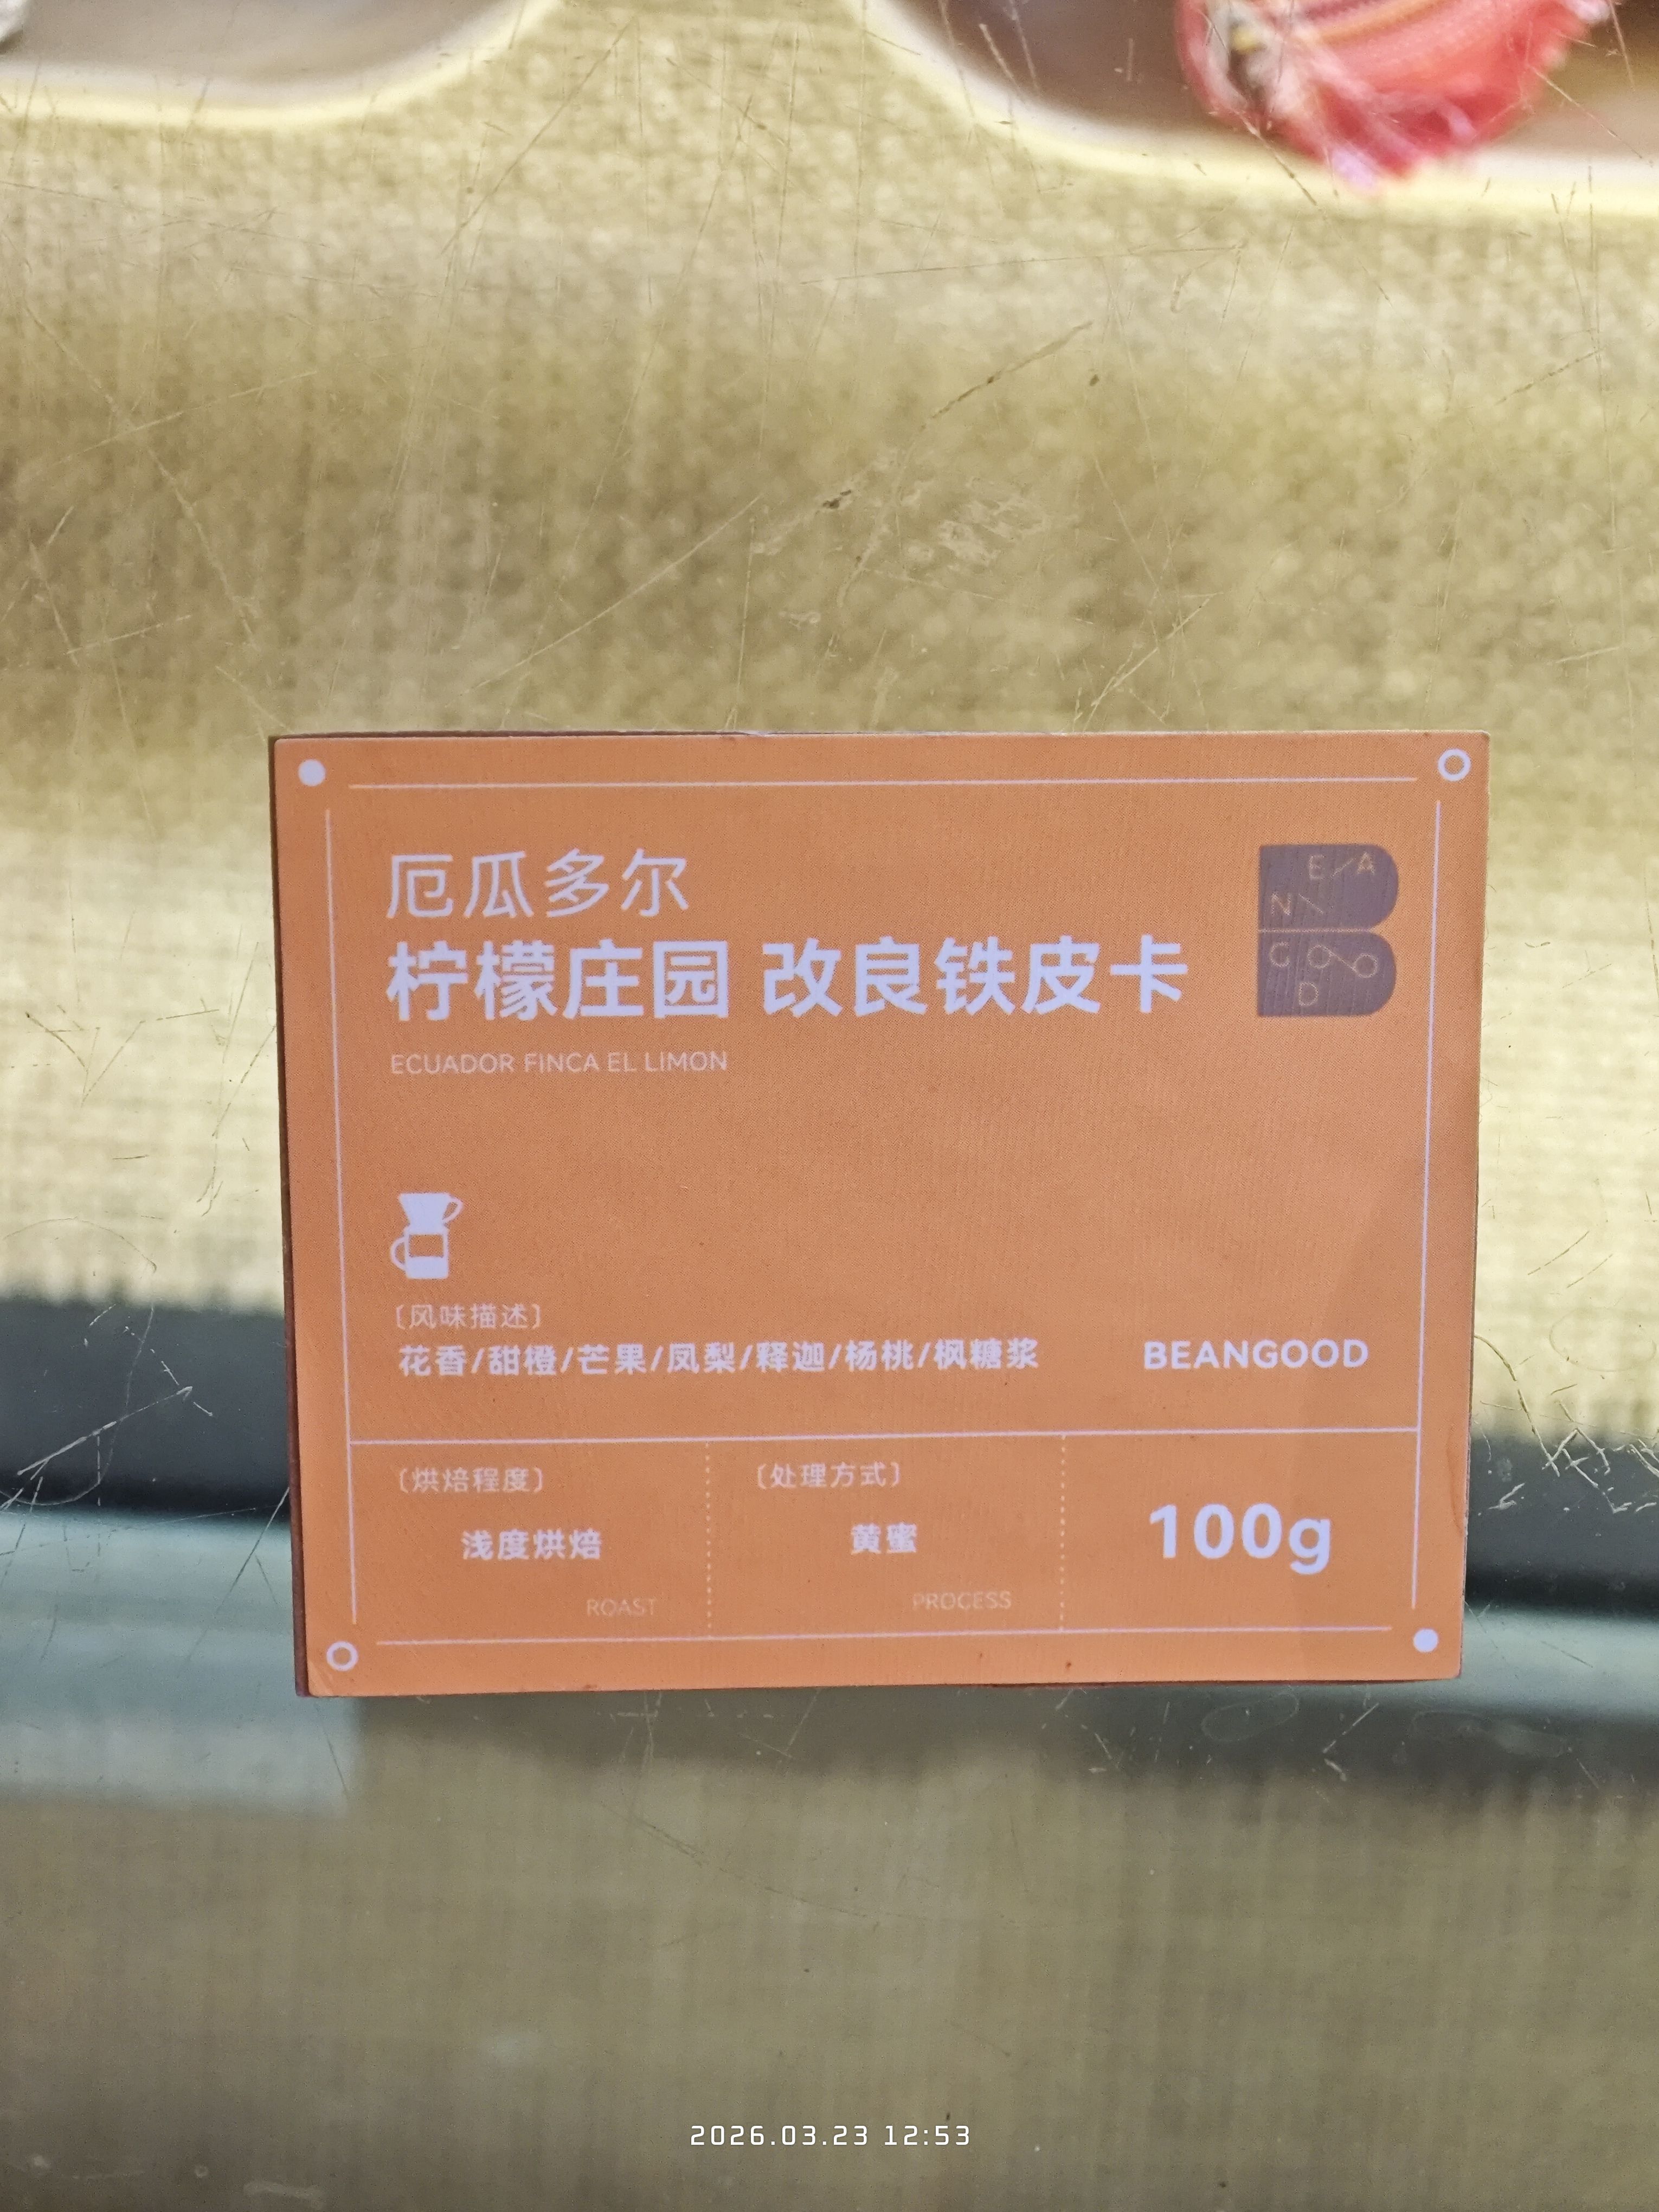 厄瓜多尔
柠檬庄园 改良铁皮卡
ECUADOR FINCA EL LIMON
E A
N
G O O
D
〔风味描述〕
花香/甜橙/芒果/凤梨/释迦/杨桃/枫糖浆
BEANGOOD
〔烘焙程度〕
浅度烘焙
ROAST
〔处理方式〕
黄蜜
PROCESS
100g
2026.03.23 12:53